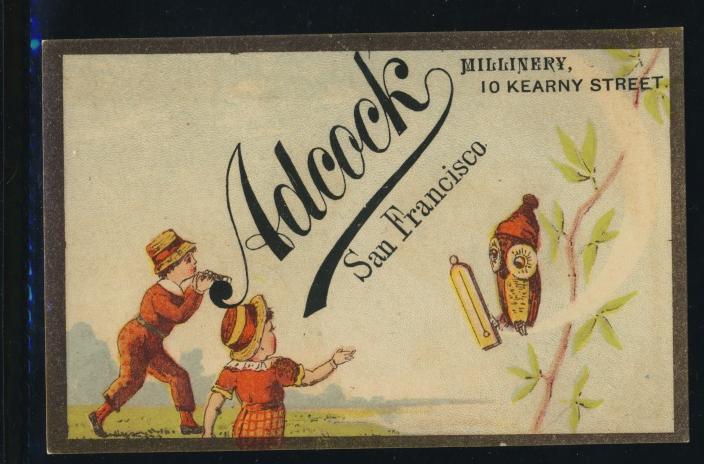 Adcock
MILLINERY,
10 KEARNY STREET
San Francisco.